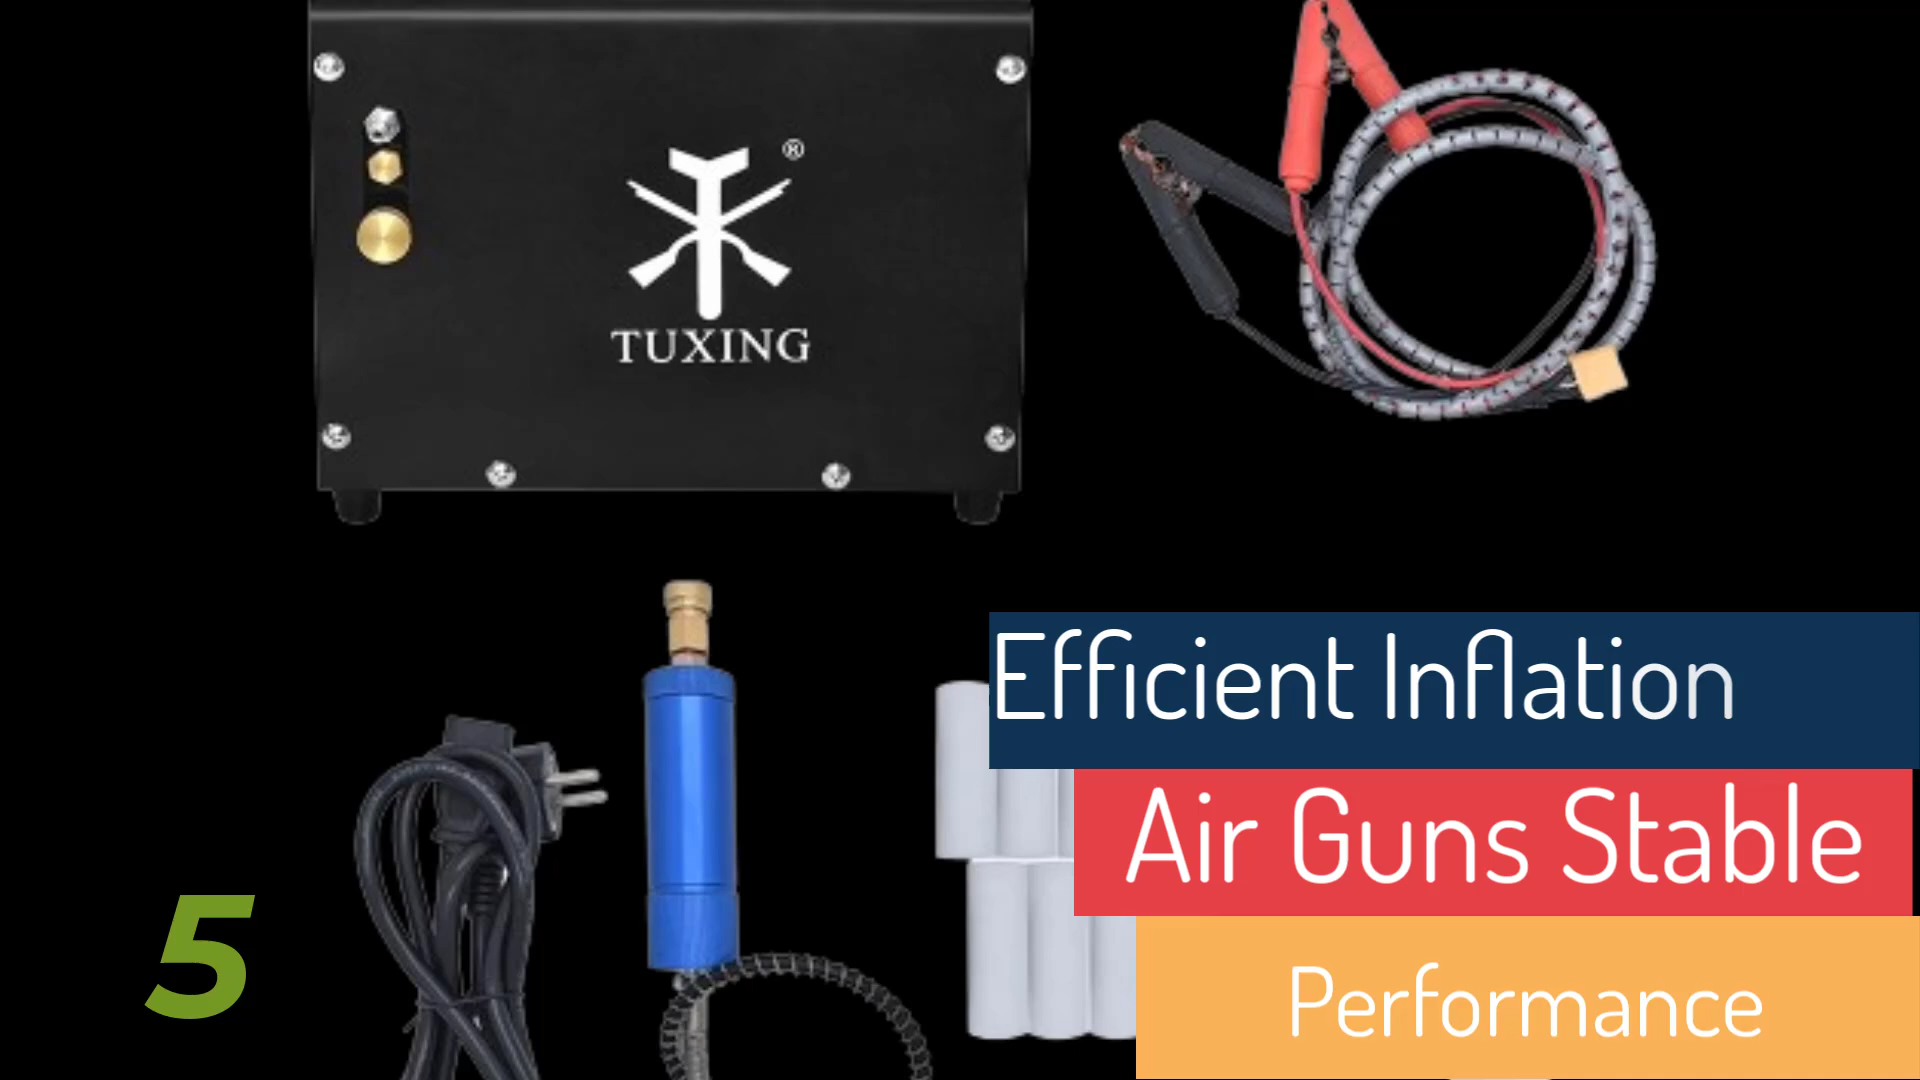 ®
TUXING
Efficient Inflation
Air Guns Stable
Performance
5